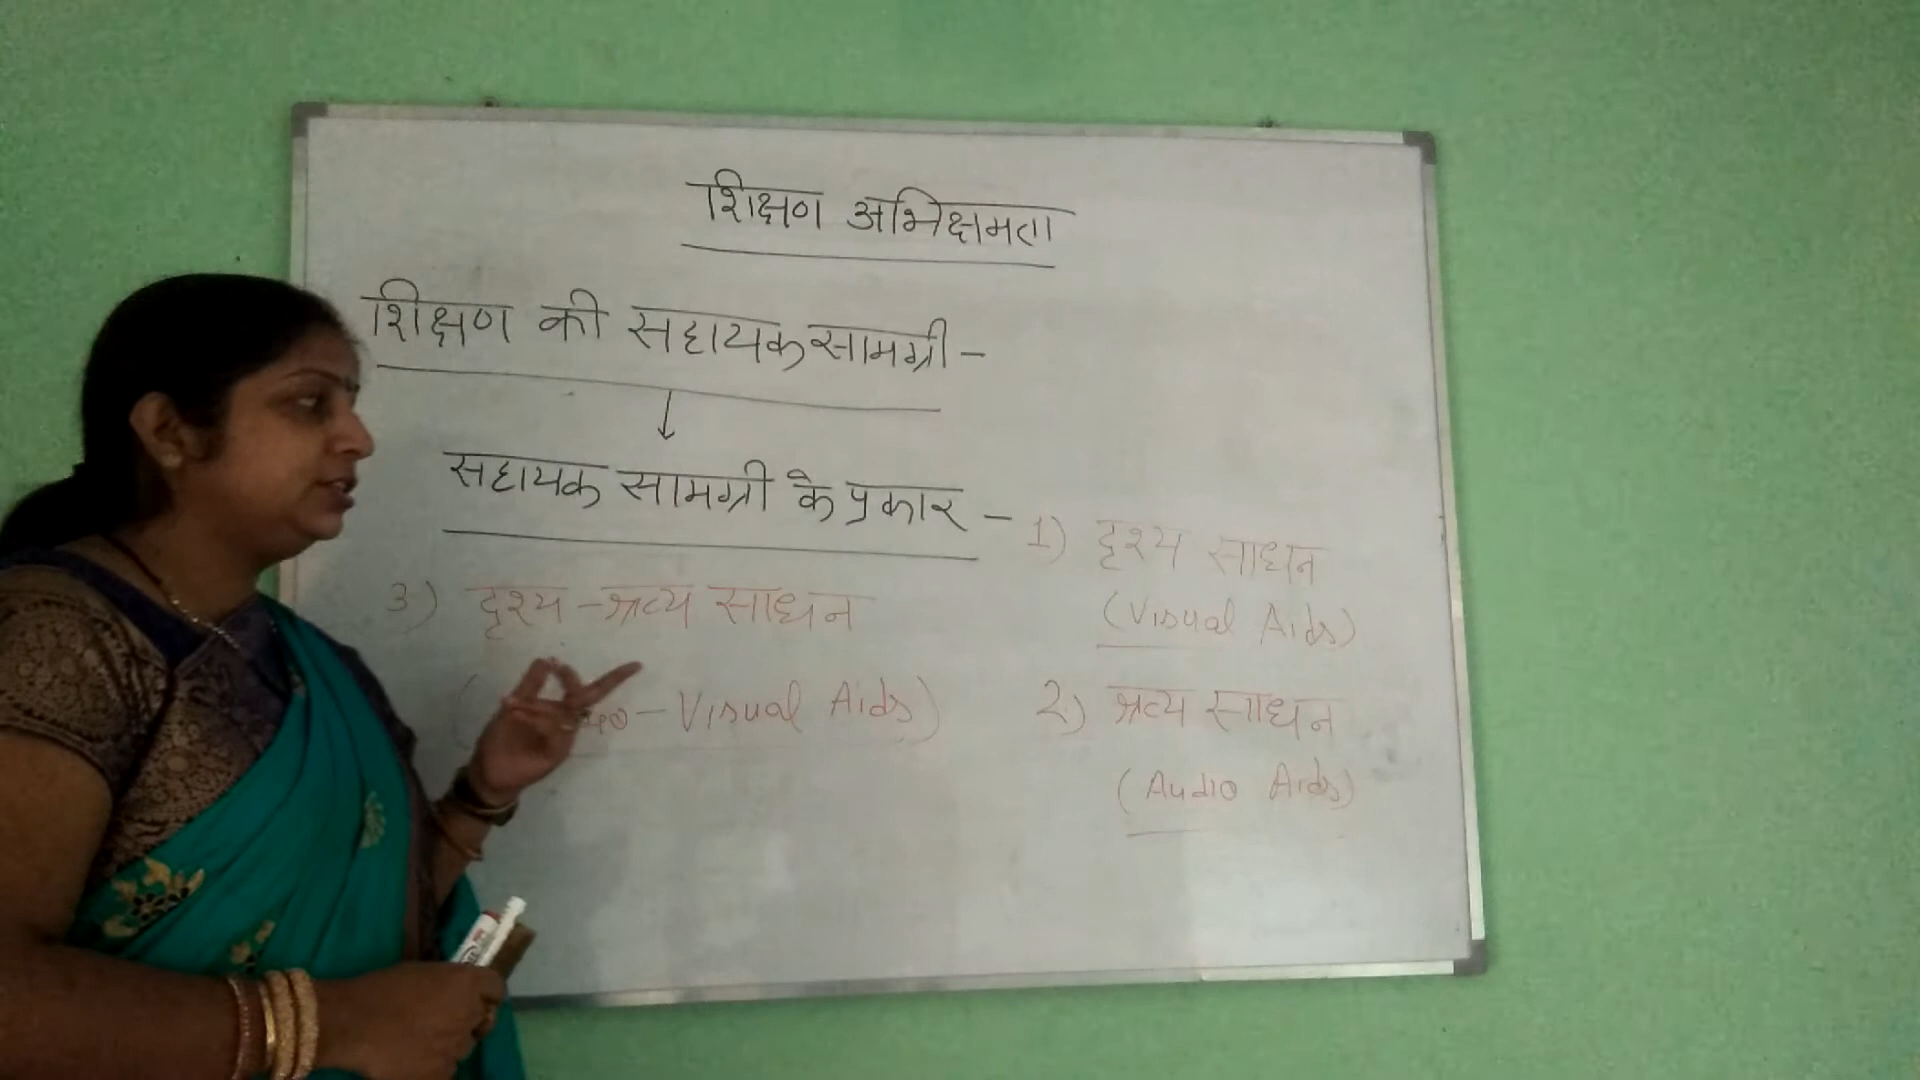 शिक्षण अभिक्षमता
शिक्षण की सहायक सामग्री -
सहायक सामग्री के प्रकार -
1) दृश्य साधन
(Visual Aids)
2) श्रव्य साधन
(Audio Aids)
3) दृश्य - श्रव्य साधन
- Visual Aids)